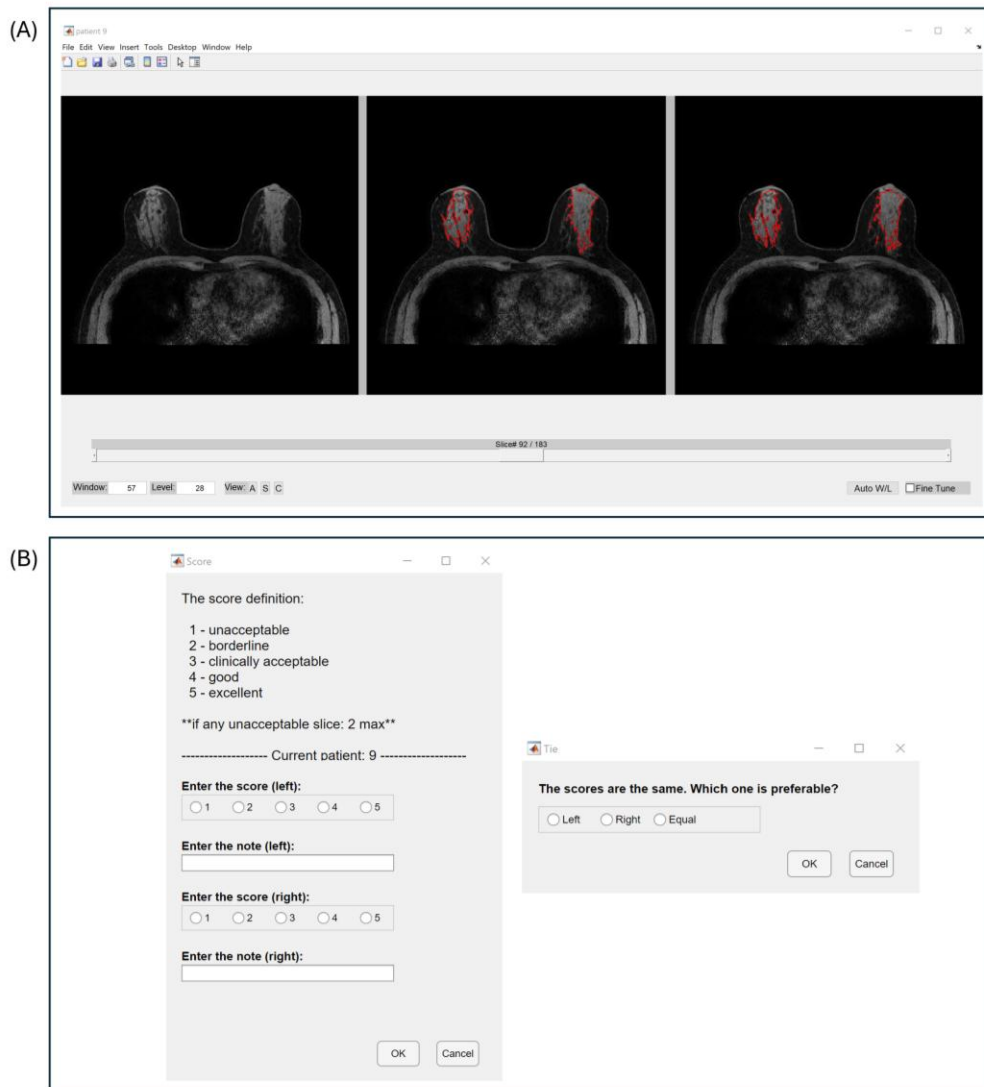 (A)
patient 9
File Edit View Insert Tools Desktop Window Help
Slice# 92 / 183
Window: 57 Level: 28 View: A S C Auto W/L Fine Tune
(B)
Score
The score definition:
1 - unacceptable
2 - borderline
3 - clinically acceptable
4 - good
5 - excellent
**if any unacceptable slice: 2 max**
------------------- Current patient: 9 -------------------
Enter the score (left):
1 2 3 4 5
Enter the note (left):
Enter the score (right):
1 2 3 4 5
Enter the note (right):
OK Cancel
Tie
The scores are the same. Which one is preferable?
Left Right Equal
OK Cancel